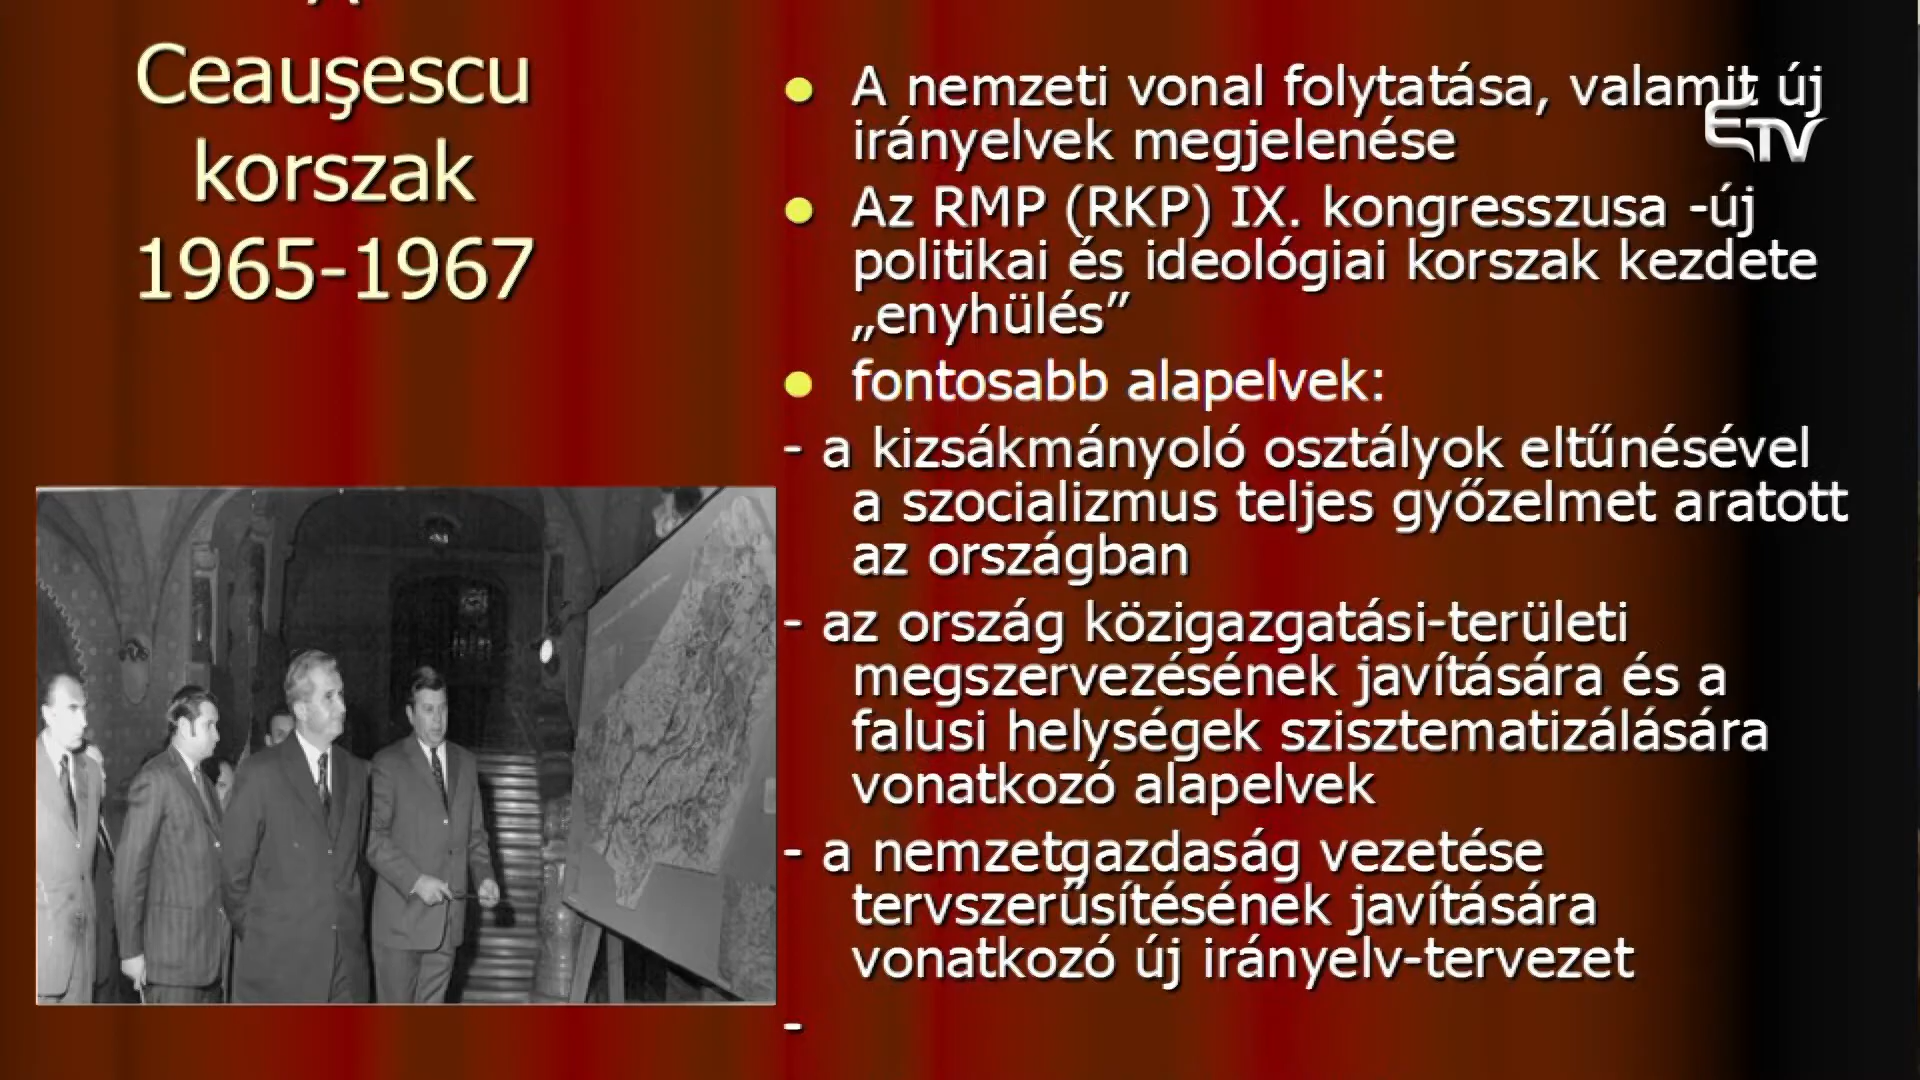 A
Ceauşescu
korszak
1965-1967
A nemzeti vonal folytatása, valamit új
irányelvek megjelenése
Az RMP (RKP) IX. kongresszusa -új
politikai és ideológiai korszak kezdete
„enyhülés”
fontosabb alapelvek:
- a kizsákmányoló osztályok eltűnésével
a szocializmus teljes győzelmet aratott
az országban
- az ország közigazgatási-területi
megszervezésének javítására és a
falusi helységek szisztematizálására
vonatkozó alapelvek
- a nemzetgazdaság vezetése
tervszerűsítésének javítására
vonatkozó új irányelv-tervezet
-
ETV